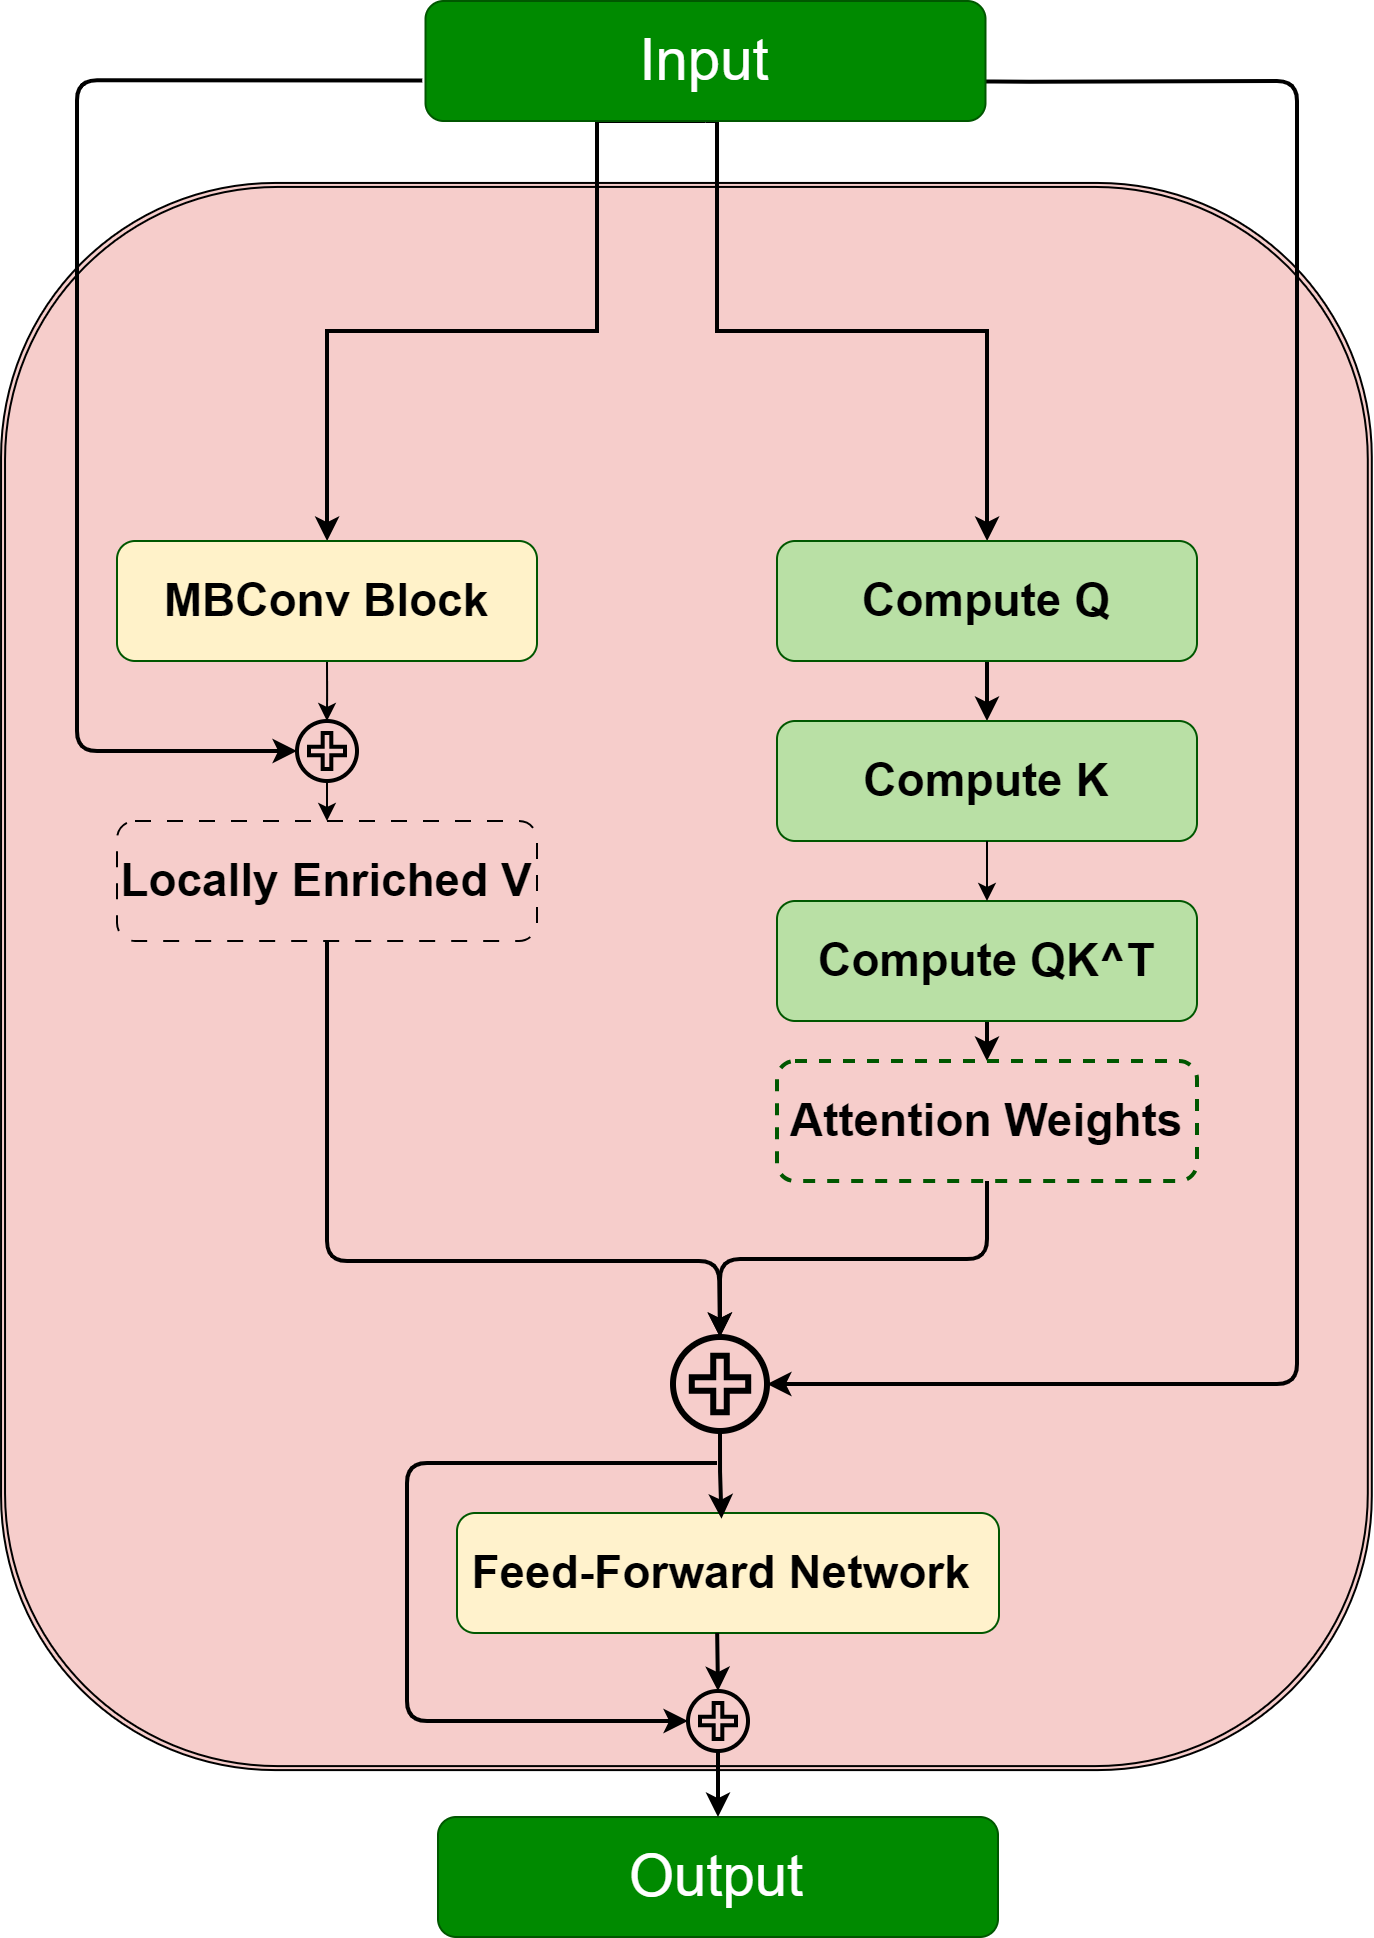 Input
MBConv Block
Compute Q
Compute K
Locally Enriched V
Compute QK^T
Attention Weights
Feed-Forward Network
Output